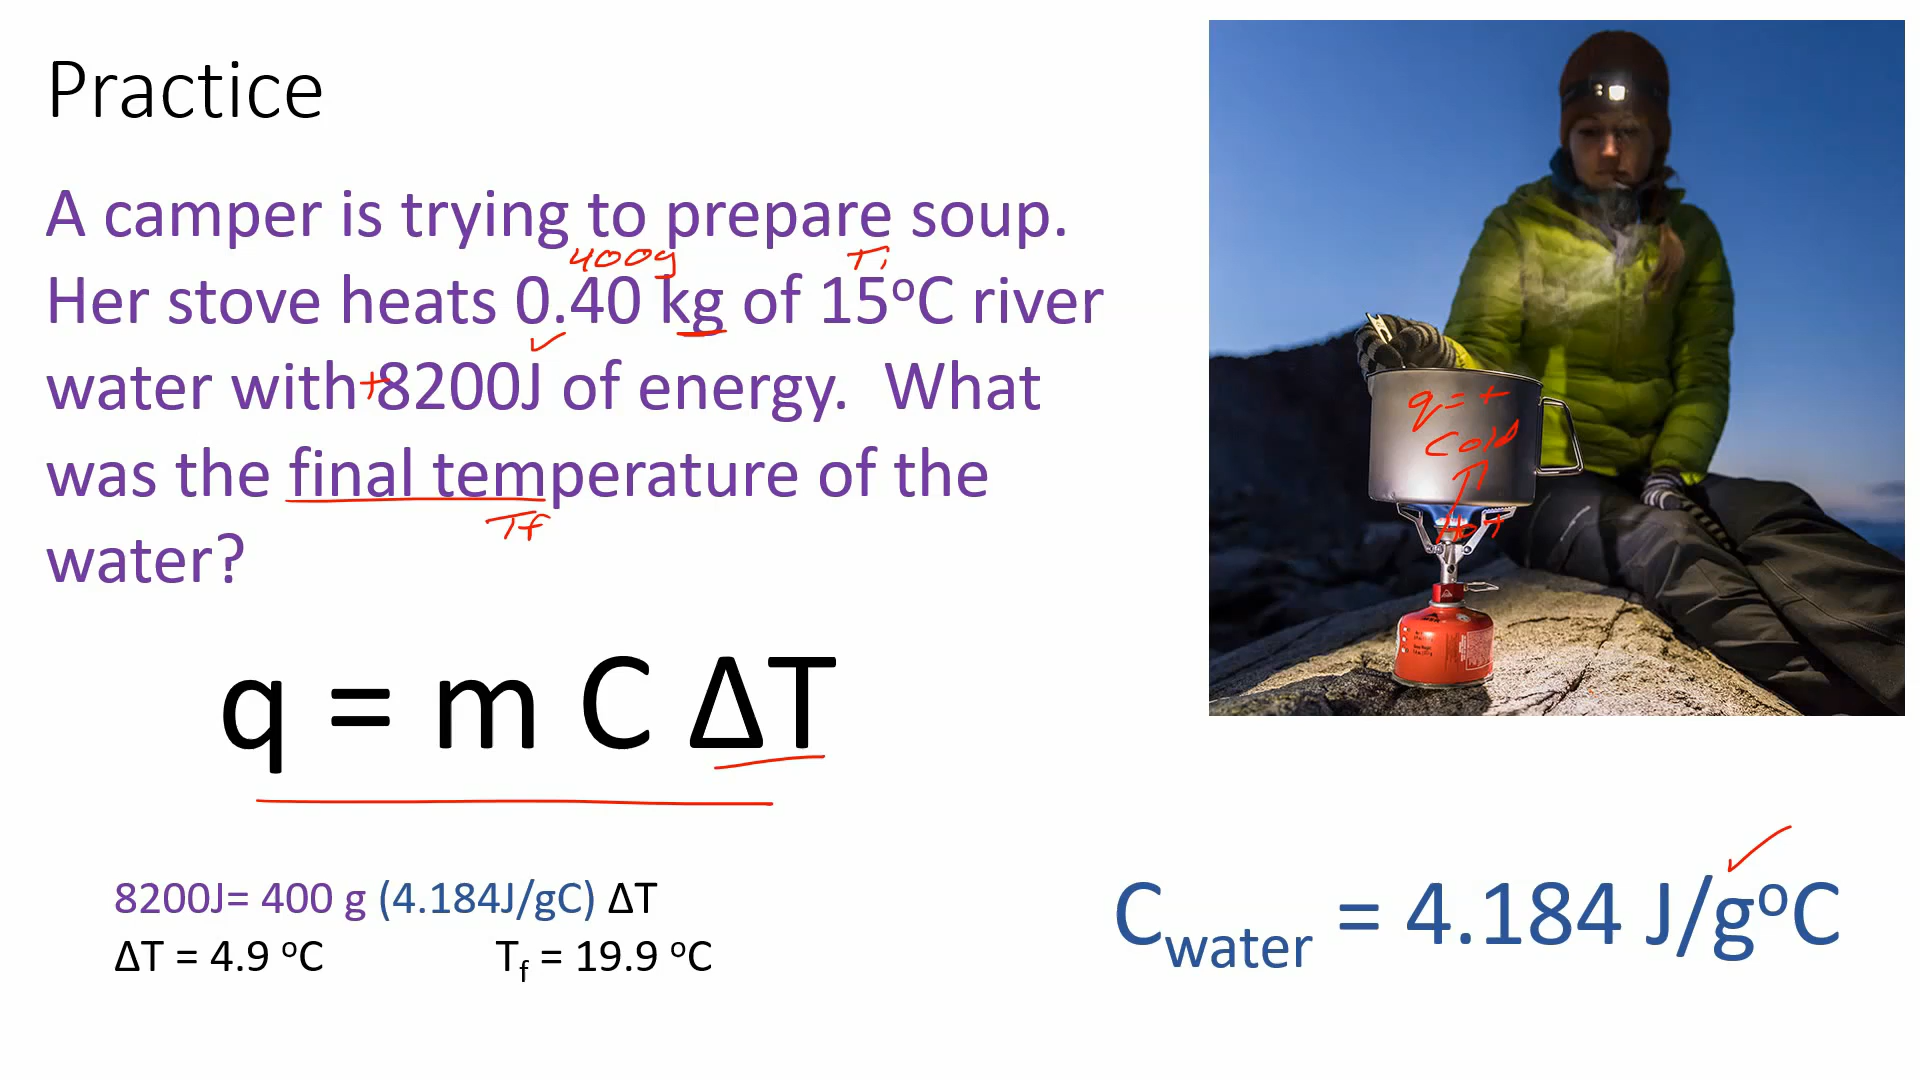 Practice
A camper is trying to prepare soup.
400g Ti
Her stove heats 0.40 kg of 15°C river
water with +8200J of energy.  What
was the final temperature of the
Tf
water?
q = m C ΔT
8200J= 400 g (4.184J/gC) ΔT
ΔT = 4.9 °C Tf = 19.9 °C
q = +
Cold
Hot
Cwater = 4.184 J/g°C